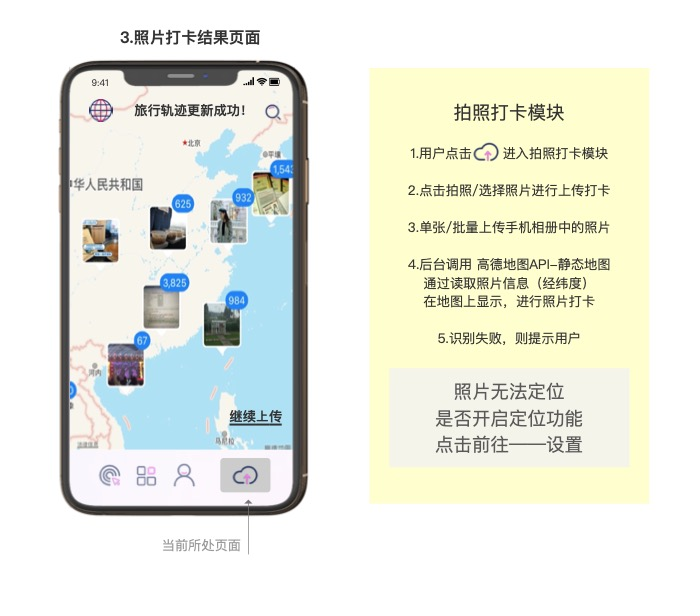 3.照片打卡结果页面
9:41
旅行轨迹更新成功！
★北京
平壤
1,543
中华人民共和国
625
932
3,825
984
67
河内
继续上传
马尼拉
当前所处页面
拍照打卡模块
1.用户点击 进入拍照打卡模块
2.点击拍照/选择照片进行上传打卡
3.单张/批量上传手机相册中的照片
4.后台调用 高德地图API-静态地图
通过读取照片信息（经纬度）
在地图上显示，进行照片打卡
5.识别失败，则提示用户
照片无法定位
是否开启定位功能
点击前往——设置